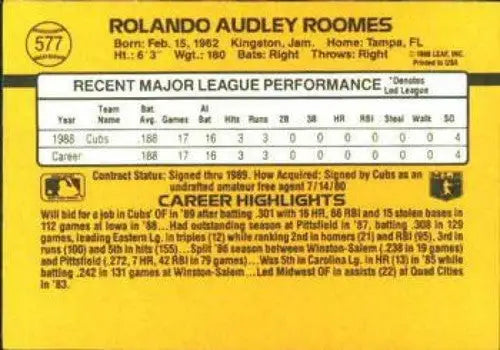 577
ROLANDO AUDLEY ROOMES
Born: Feb. 15, 1962 Kingston, Jam. Home: Tampa, FL
Ht.: 6'3" Wgt.: 180 Bats: Right Throws: Right
© 1988 LEAF, INC.
Printed in USA
RECENT MAJOR LEAGUE PERFORMANCE
*Denotes
Led League
Year Team Name Bat. Avg. Games At Bat Hits Runs 2B 3B HR RBI Steal Walk SO
1988 Cubs .188 17 16 3 3 0 0 0 0 0 0 4
Career .188 17 16 3 3 0 0 0 0 0 0 4
Contract Status: Signed thru 1989. How Acquired: Signed by Cubs as an
undrafted amateur free agent 7/14/80
CAREER HIGHLIGHTS
Will bid for a job in Cubs' OF in '89 after batting .301 with 16 HR, 66 RBI and 15 stolen bases in
112 games at Iowa in '88...Had outstanding season at Pittsfield in '87, batting .308 in 129
games, leading Eastern Lg. in triples (12) while ranking 2nd in homers (21) and RBI (95), 3rd in
runs (100) and 5th in hits (155)...Split '86 season between Winston-Salem (.238 in 19 games)
and Pittsfield (.272, 7 HR, 42 RBI in 79 games)...Was 5th in Carolina Lg. in HR (13) in '85 while
batting .242 in 131 games at Winston-Salem...Led Midwest OF in assists (22) at Quad Cities
in '83.